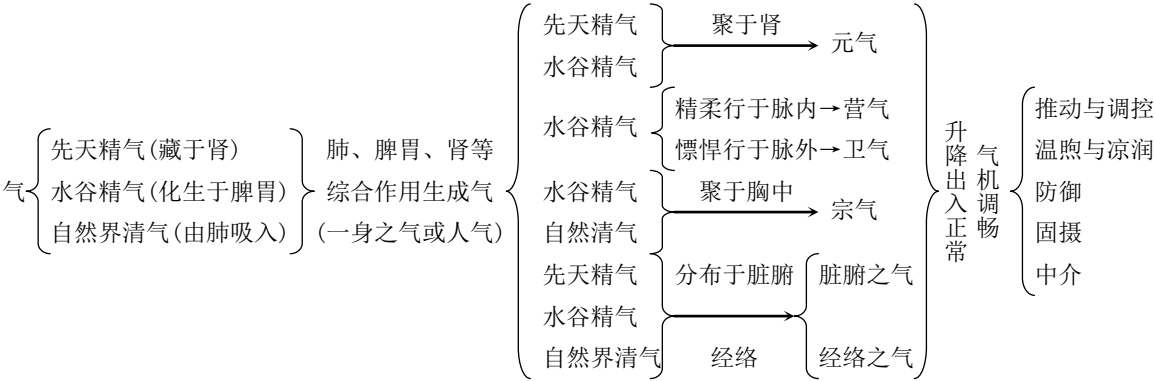 气
先天精气(藏于肾)
水谷精气(化生于脾胃)
自然界清气(由肺吸入)
肺、脾胃、肾等
综合作用生成气
(一身之气或人气)
先天精气
水谷精气
聚于肾
元气
水谷精气
精柔行于脉内→营气
慓悍行于脉外→卫气
水谷精气
自然清气
聚于胸中
宗气
先天精气
水谷精气
自然界清气
分布于脏腑
经络
脏腑之气
经络之气
升降出入正常
气机调畅
推动与调控
温煦与凉润
防御
固摄
中介